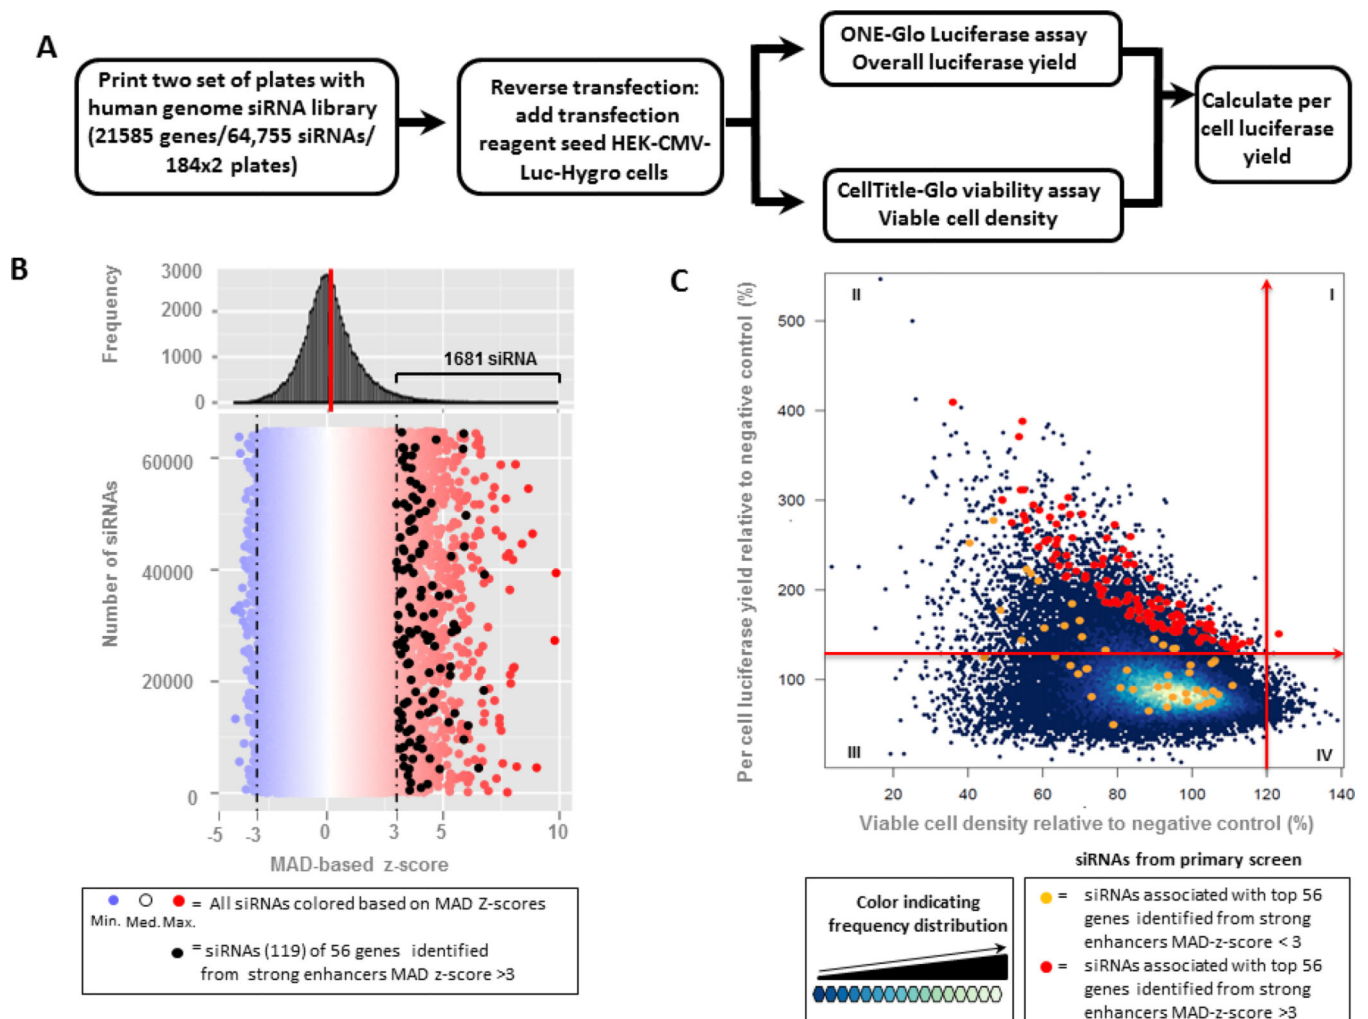 A
Print two set of plates with
human genome siRNA library
(21585 genes/64,755 siRNAs/
184x2 plates)
Reverse transfection:
add transfection
reagent seed HEK-CMV-
Luc-Hygro cells
ONE-Glo Luciferase assay
Overall luciferase yield
CellTitle-Glo viability assay
Viable cell density
Calculate per
cell luciferase
yield
B
Frequency
3000
2000
1000
0
1681 siRNA
Number of siRNAs
60000
40000
20000
0
-5
-3
0
3
5
10
MAD-based z-score
= All siRNAs colored based on MAD Z-scores
Min. Med. Max.
= siRNAs (119) of 56 genes identified
from strong enhancers MAD z-score >3
C
Per cell luciferase yield relative to negative control (%)
500
400
300
200
100
II
I
III
IV
20
40
60
80
100
120
140
Viable cell density relative to negative control (%)
Color indicating
frequency distribution
siRNAs from primary screen
= siRNAs associated with top 56
genes identified from strong
enhancers MAD-z-score < 3
= siRNAs associated with top 56
genes identified from strong
enhancers MAD-z-score >3